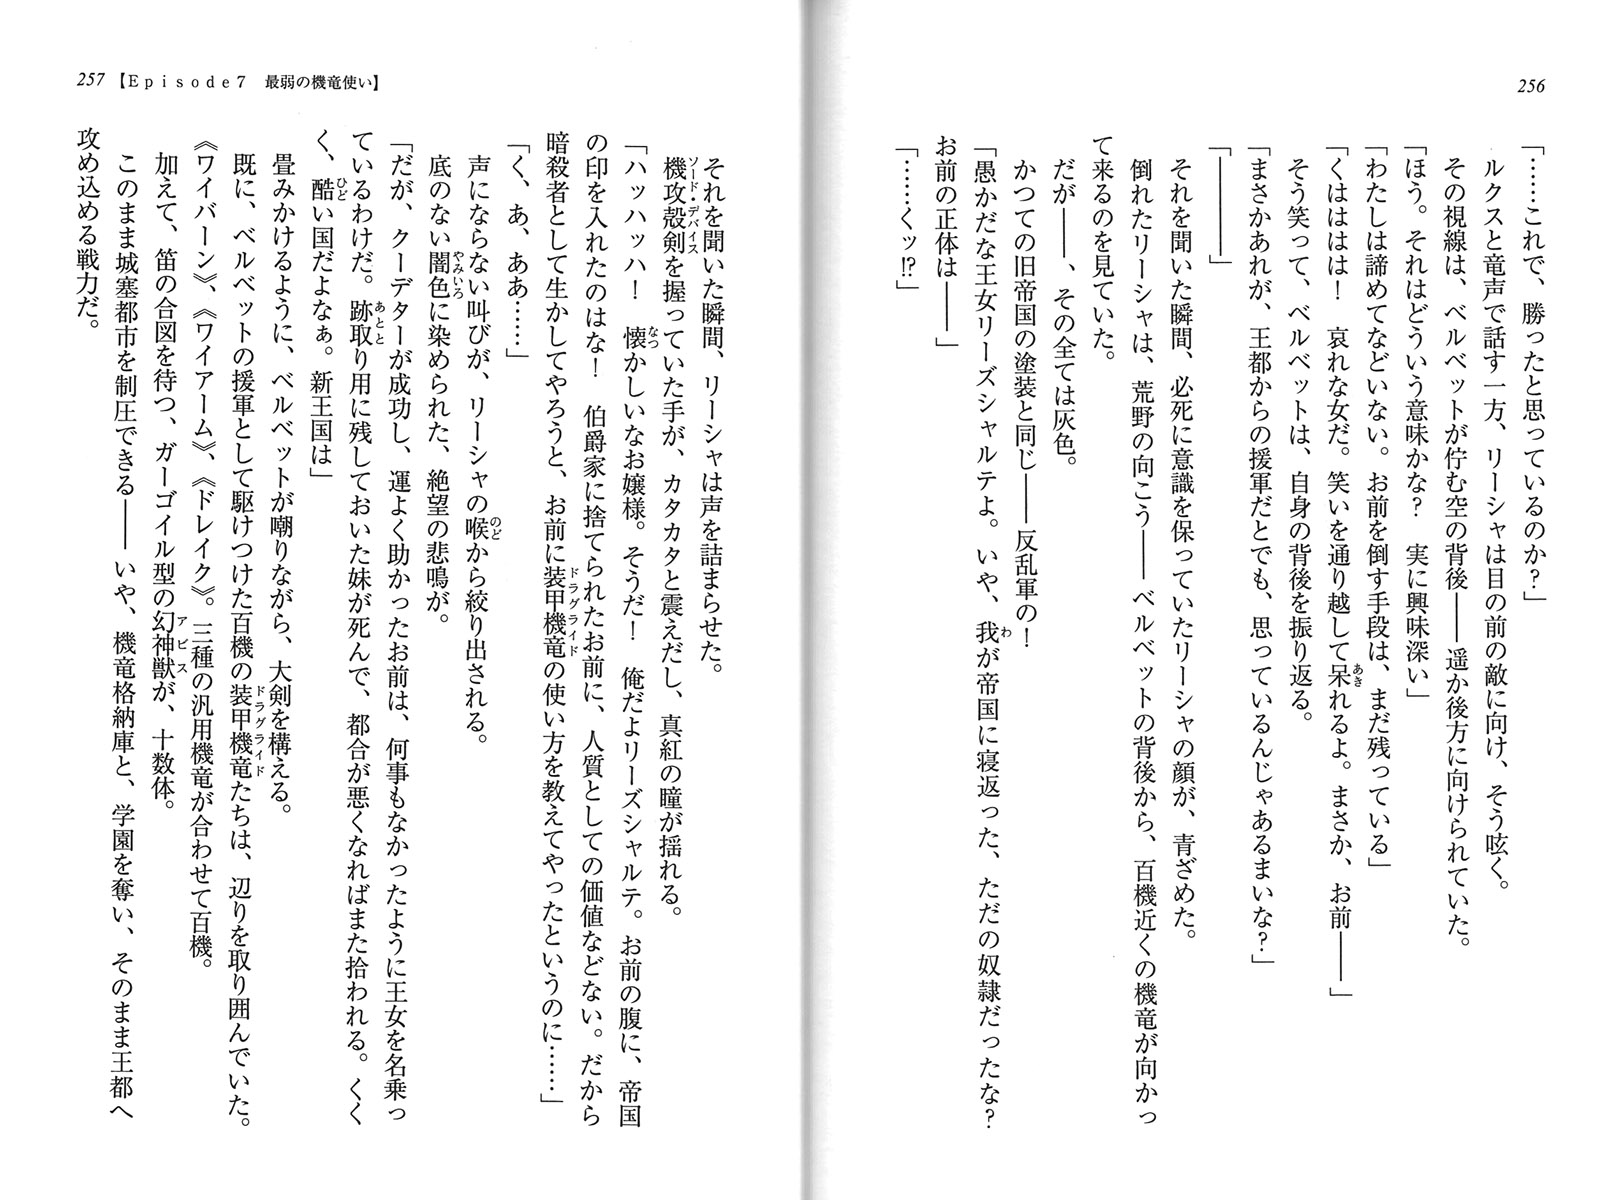 256
「……これで、勝ったと思っているのか？」
ルクスと竜声で話す一方、リーシャは目の前の敵に向け、そう呟く。
その視線は、ベルベットが佇む空の背後――遥か後方に向けられていた。
「ほう。それはどういう意味かな？　実に興味深い」
「わたしは諦めてなどいない。お前を倒す手段は、まだ残っている」
「くはははは！　哀れな女だ。笑いを通り越して呆れるよ。まさか、お前――」
そう笑って、ベルベットは、自身の背後を振り返る。
「まさかあれが、王都からの援軍だとでも、思っているんじゃあるまいな？」
「――――」
それを聞いた瞬間、必死に意識を保っていたリーシャの顔が、青ざめた。
倒れたリーシャは、荒野の向こう――ベルベットの背後から、百機近くの機竜が向かっ
て来るのを見ていた。
だが――、その全ては灰色。
かつての旧帝国の塗装と同じ――反乱軍の！
「愚かだな王女リーズシャルテよ。いや、我が帝国に寝返った、ただの奴隷だったな？
お前の正体は――」
「……くッ!?」
257【Episode7　最弱の機竜使い】
それを聞いた瞬間、リーシャは声を詰まらせた。
機攻殻剣を握っていた手が、カタカタと震えだし、真紅の瞳が揺れる。
「ハッハッハ！　懐かしいなお嬢様。そうだ！　俺だよリーズシャルテ。お前の腹に、帝国
の印を入れたのはな！　伯爵家に捨てられたお前に、人質としての価値などない。だから
暗殺者として生かしてやろうと、お前に装甲機竜の使い方を教えてやったというのに……」
「く、あ、ああ……」
声にならない叫びが、リーシャの喉から絞り出される。
底のない闇色に染められた、絶望の悲鳴が。
「だが、クーデターが成功し、運よく助かったお前は、何事もなかったように王女を名乗っ
ているわけだ。跡取り用に残しておいた妹が死んで、都合が悪くなればまた拾われる。くく
く、酷い国だよなぁ。新王国は」
畳みかけるように、ベルベットが嘲りながら、大剣を構える。
既に、ベルベットの援軍として駆けつけた百機の装甲機竜たちは、辺りを取り囲んでいた。
《ワイバーン》、《ワイアーム》、《ドレイク》。三種の汎用機竜が合わせて百機。
加えて、笛の合図を待つ、ガーゴイル型の幻神獣が、十数体。
このまま城塞都市を制圧できる――いや、機竜格納庫と、学園を奪い、そのまま王都へ
攻め込める戦力だ。